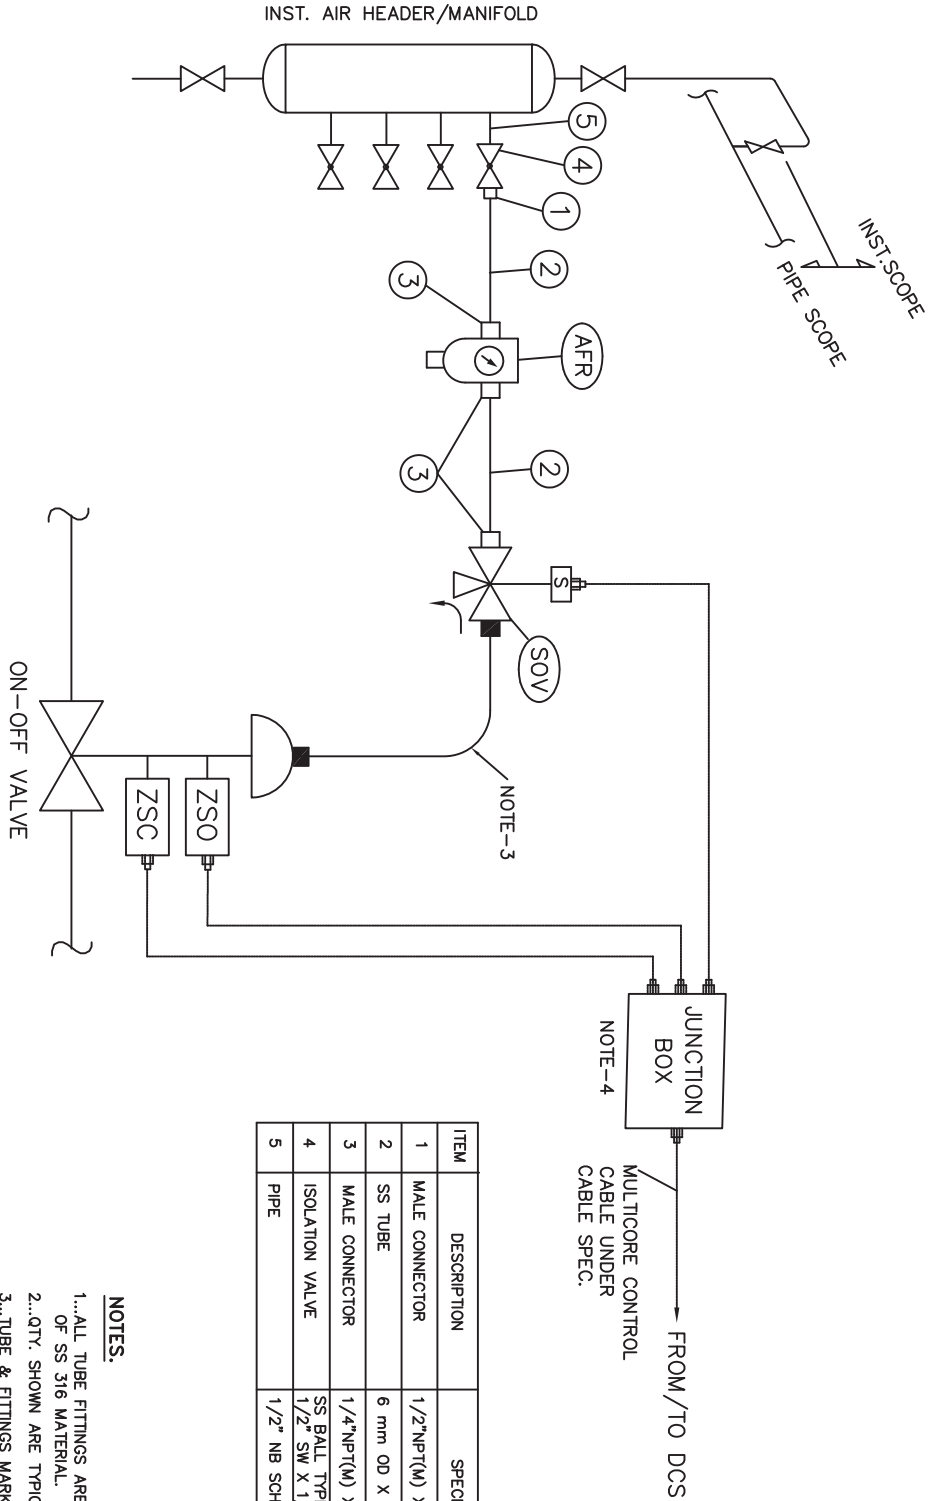 INST. AIR HEADER/MANIFOLD
5
4
1
2
3
AFR
3
2
S
SOV
INST.SCOPE
PIPE SCOPE
NOTE-3
ON-OFF VALVE
ZSC
ZSO
JUNCTION
BOX
NOTE-4
MULTICORE CONTROL
CABLE UNDER
CABLE SPEC.
FROM/TO DCS
ITEM DESCRIPTION
1 MALE CONNECTOR 1/2"NPT(M)
2 SS TUBE 6 mm OD X
3 MALE CONNECTOR 1/4"NPT(M)
4 ISOLATION VALVE SS BALL
1/2" SW X 1
5 PIPE 1/2" NB SCH
NOTES.
1...ALL TUBE FITTINGS ARE
OF SS 316 MATERIAL.
2...QTY. SHOWN ARE
3...TUBE & FITTINGS